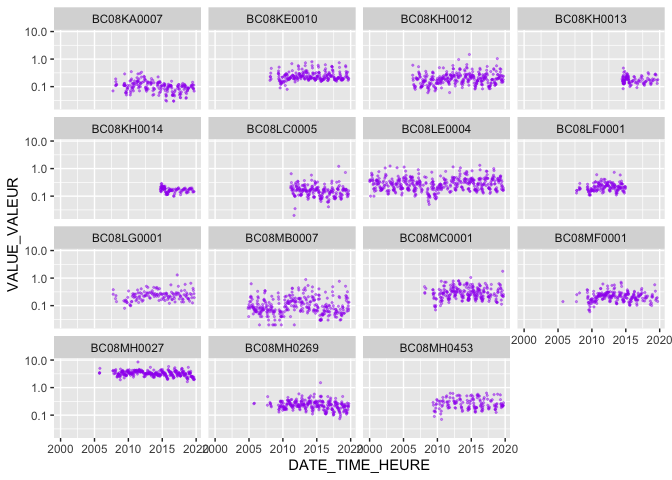 BC08KA0007 BC08KE0010 BC08KH0012 BC08KH0013
10.0
1.0
0.1
BC08KH0014 BC08LC0005 BC08LE0004 BC08LF0001
10.0
1.0
0.1
BC08LG0001 BC08MB0007 BC08MC0001 BC08MF0001
10.0
1.0
0.1
2000 2005 2010 2015 2020
BC08MH0027 BC08MH0269 BC08MH0453
10.0
1.0
0.1
2000 2005 2010 2015 2020 2000 2005 2010 2015 2020 2000 2005 2010 2015 2020
DATE_TIME_HEURE
VALUE_VALEUR